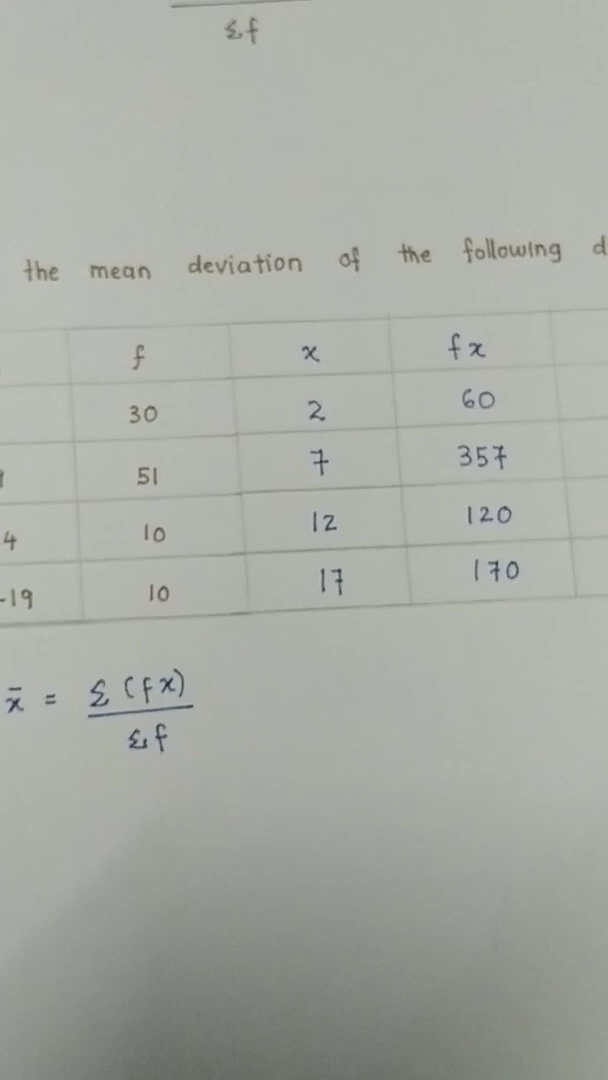 Σf
the mean deviation of the following d
f x fx
30 2 60
51 7 357
4 10 12 120
-19 10 17 170
x̄ = Σ(fx)
Σf